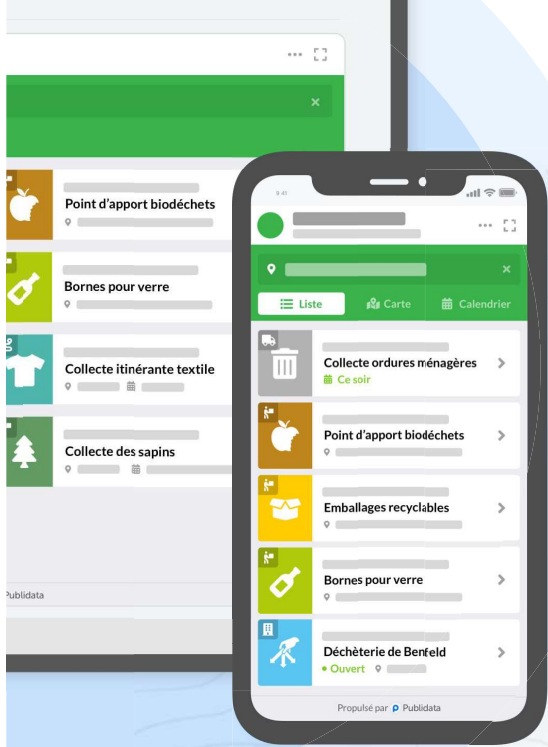 Point d'apport biodéchets
Bornes pour verre
Collecte itinérante textile
Collecte des sapins
Publidata
9:41
Liste
Carte
Calendrier
Collecte ordures ménagères
Ce soir
Point d'apport biodéchets
Emballages recyclables
Bornes pour verre
Déchèterie de Benfeld
Ouvert
Propulsé par Publidata